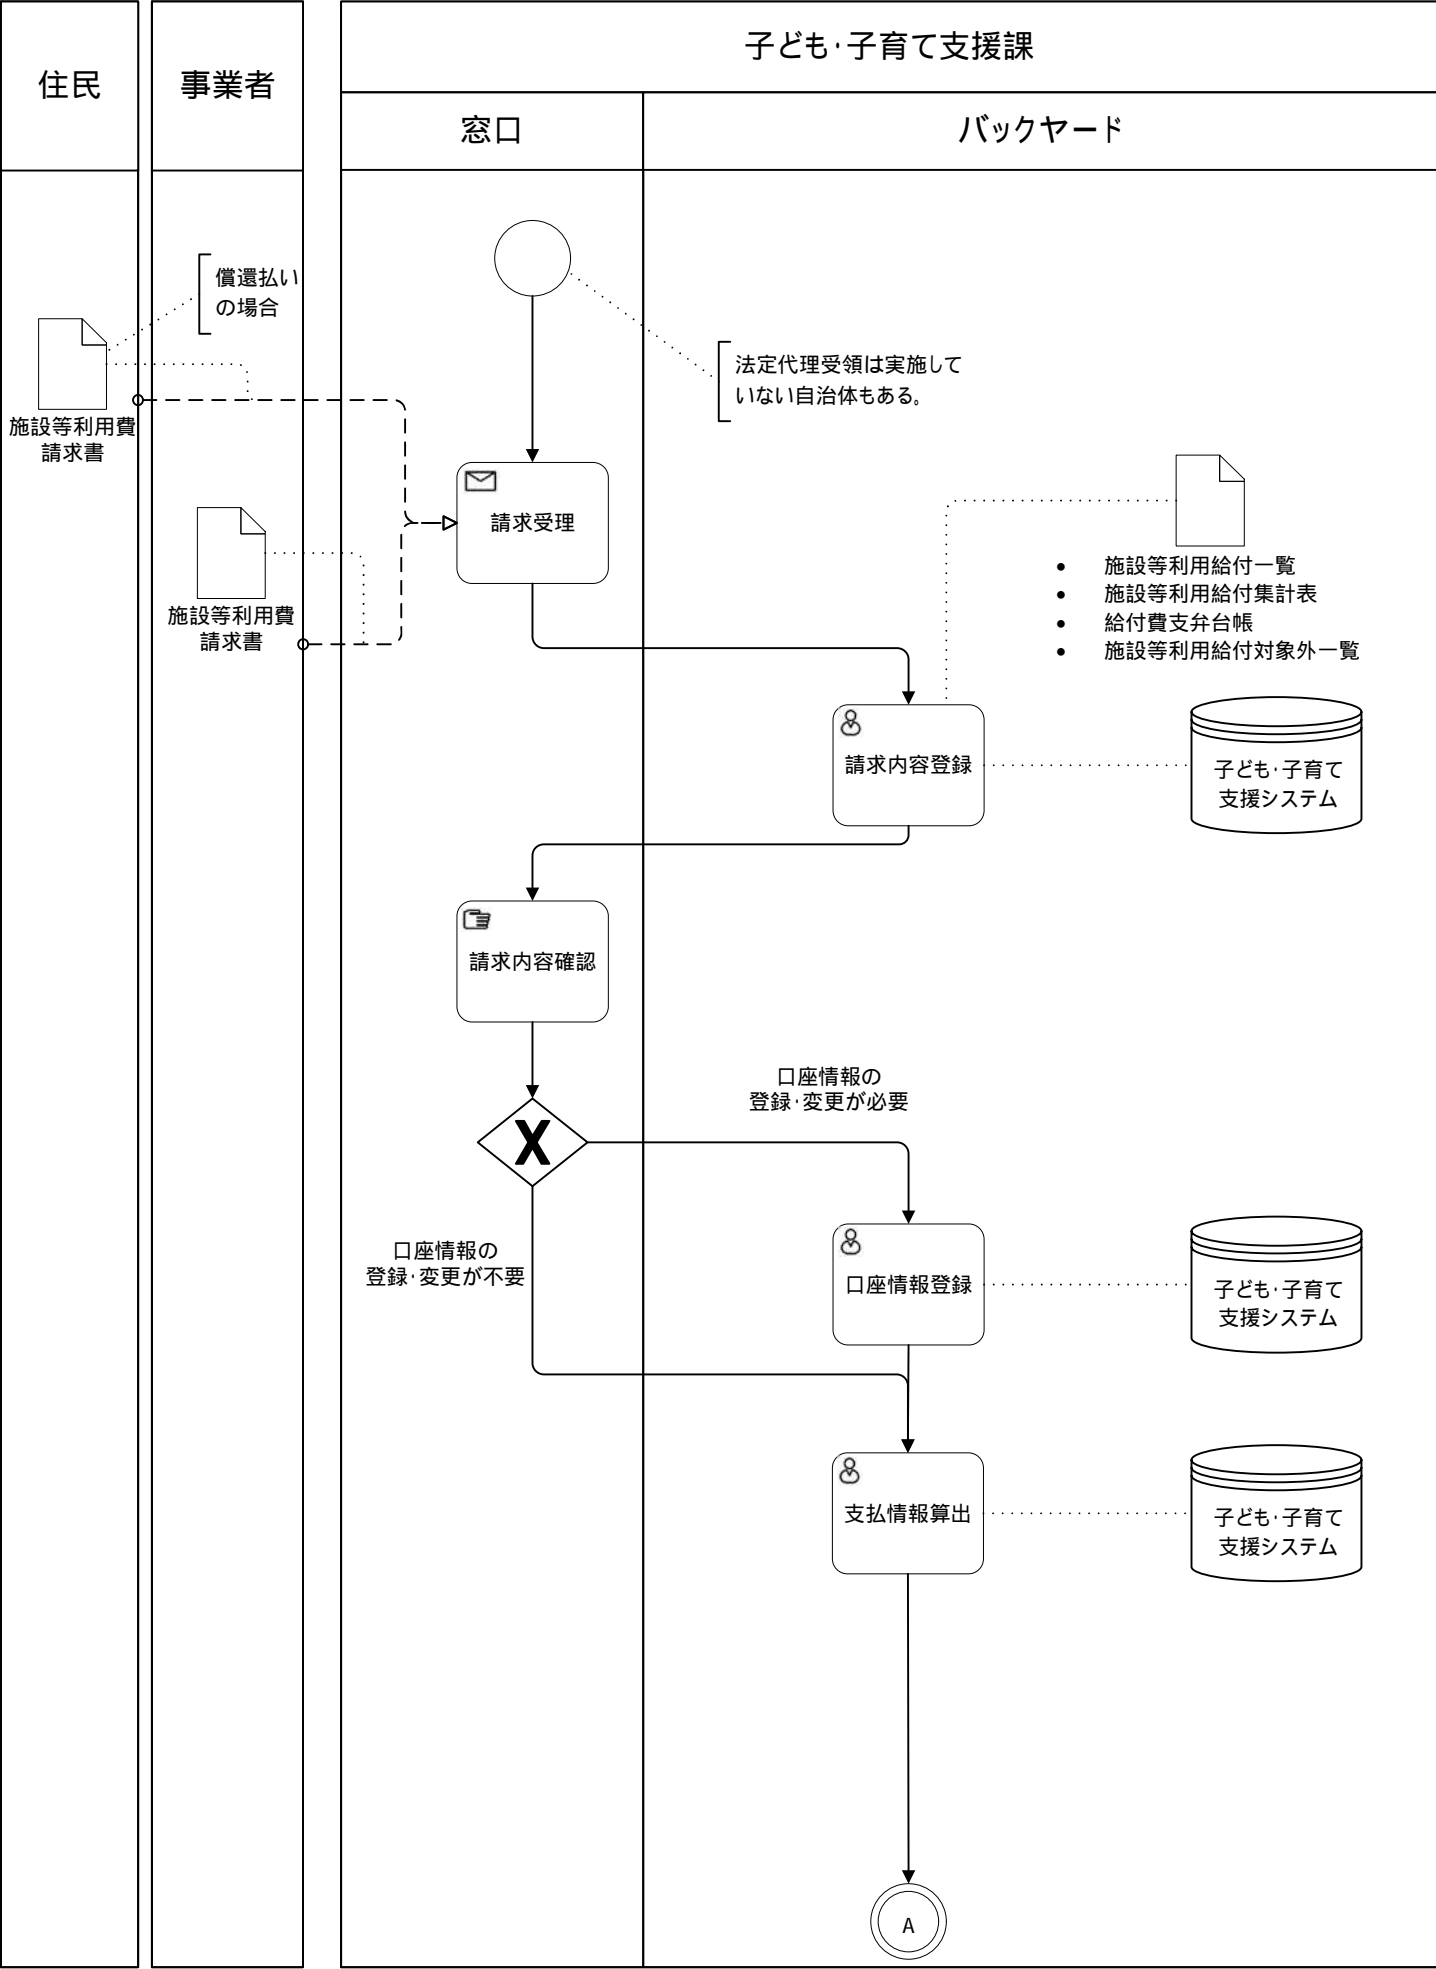 住民
事業者
子ども・子育て支援課
窓口
バックヤード
償還払い
の場合
施設等利用費
請求書
法定代理受領は実施して
いない自治体もある。
請求受理
施設等利用費
請求書
• 施設等利用給付一覧
• 施設等利用給付集計表
• 給付費支弁台帳
• 施設等利用給付対象外一覧
請求内容登録
子ども・子育て
支援システム
請求内容確認
口座情報の
登録・変更が必要
X
口座情報の
登録・変更が不要
口座情報登録
子ども・子育て
支援システム
支払情報算出
子ども・子育て
支援システム
A